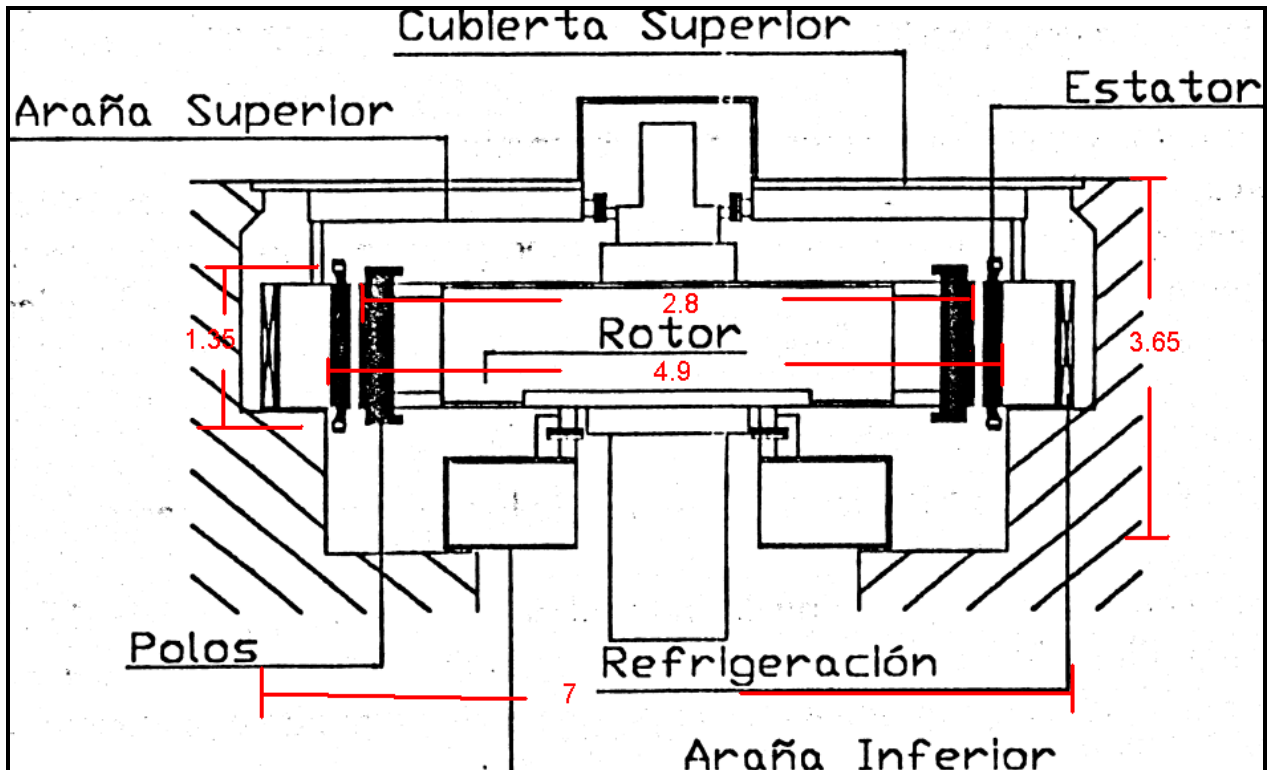 Cubierta Superior
Estator
Araña Superior
2.8
1.35
Rotor
3.65
4.9
Polos
Refrigeración
7
Araña Inferior